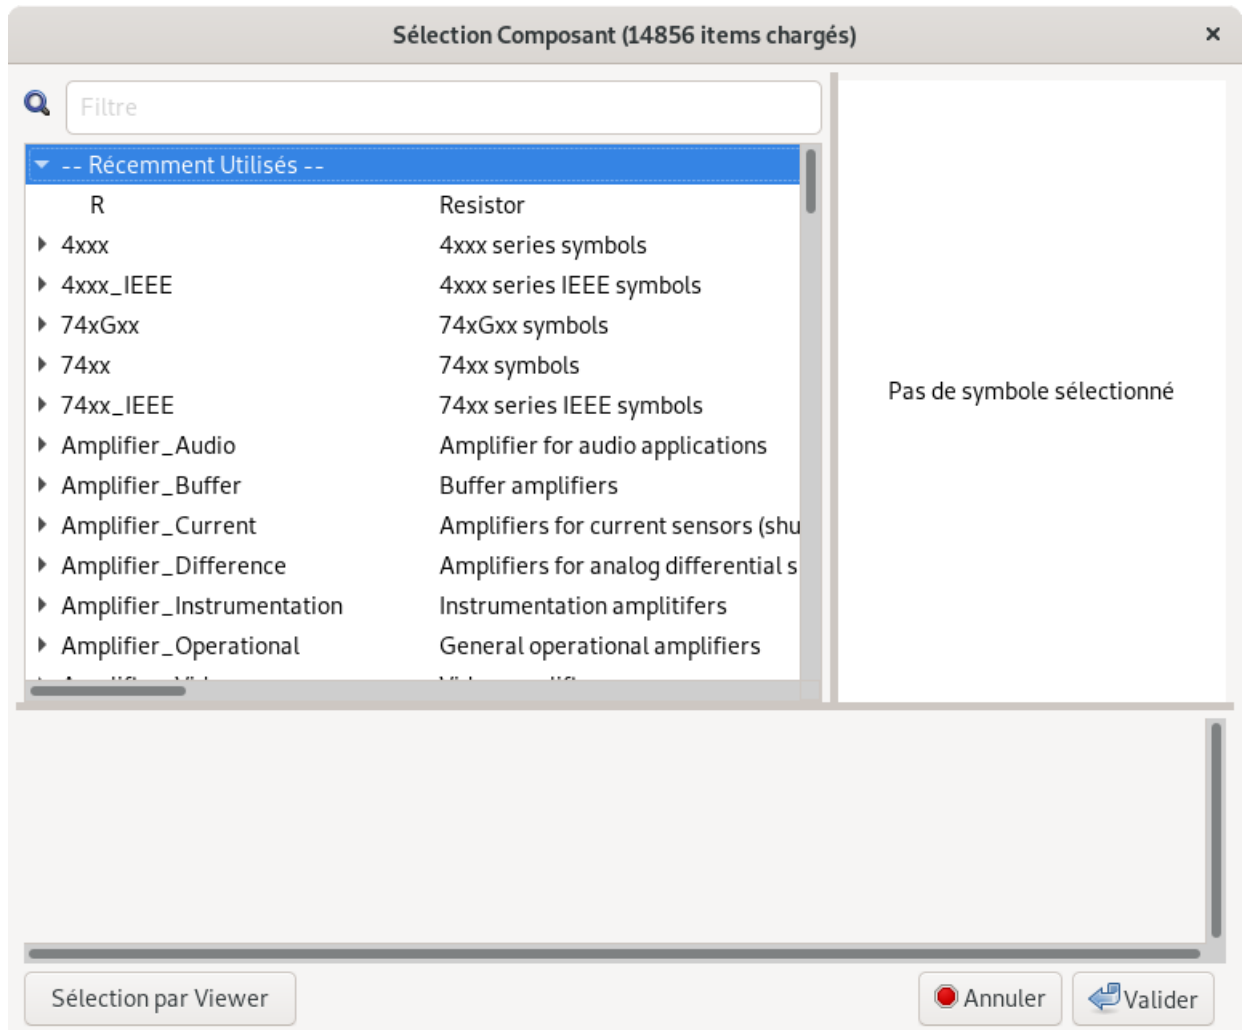 Sélection Composant (14856 items chargés)
Filtre
-- Récemment Utilisés --
R Resistor
4xxx 4xxx series symbols
4xxx_IEEE 4xxx series IEEE symbols
74xGxx 74xGxx symbols
74xx 74xx symbols
74xx_IEEE 74xx series IEEE symbols
Amplifier_Audio Amplifier for audio applications
Amplifier_Buffer Buffer amplifiers
Amplifier_Current Amplifiers for current sensors (shu
Amplifier_Difference Amplifiers for analog differential s
Amplifier_Instrumentation Instrumentation amplitifers
Amplifier_Operational General operational amplifiers
Pas de symbole sélectionné
Sélection par Viewer
Annuler
Valider